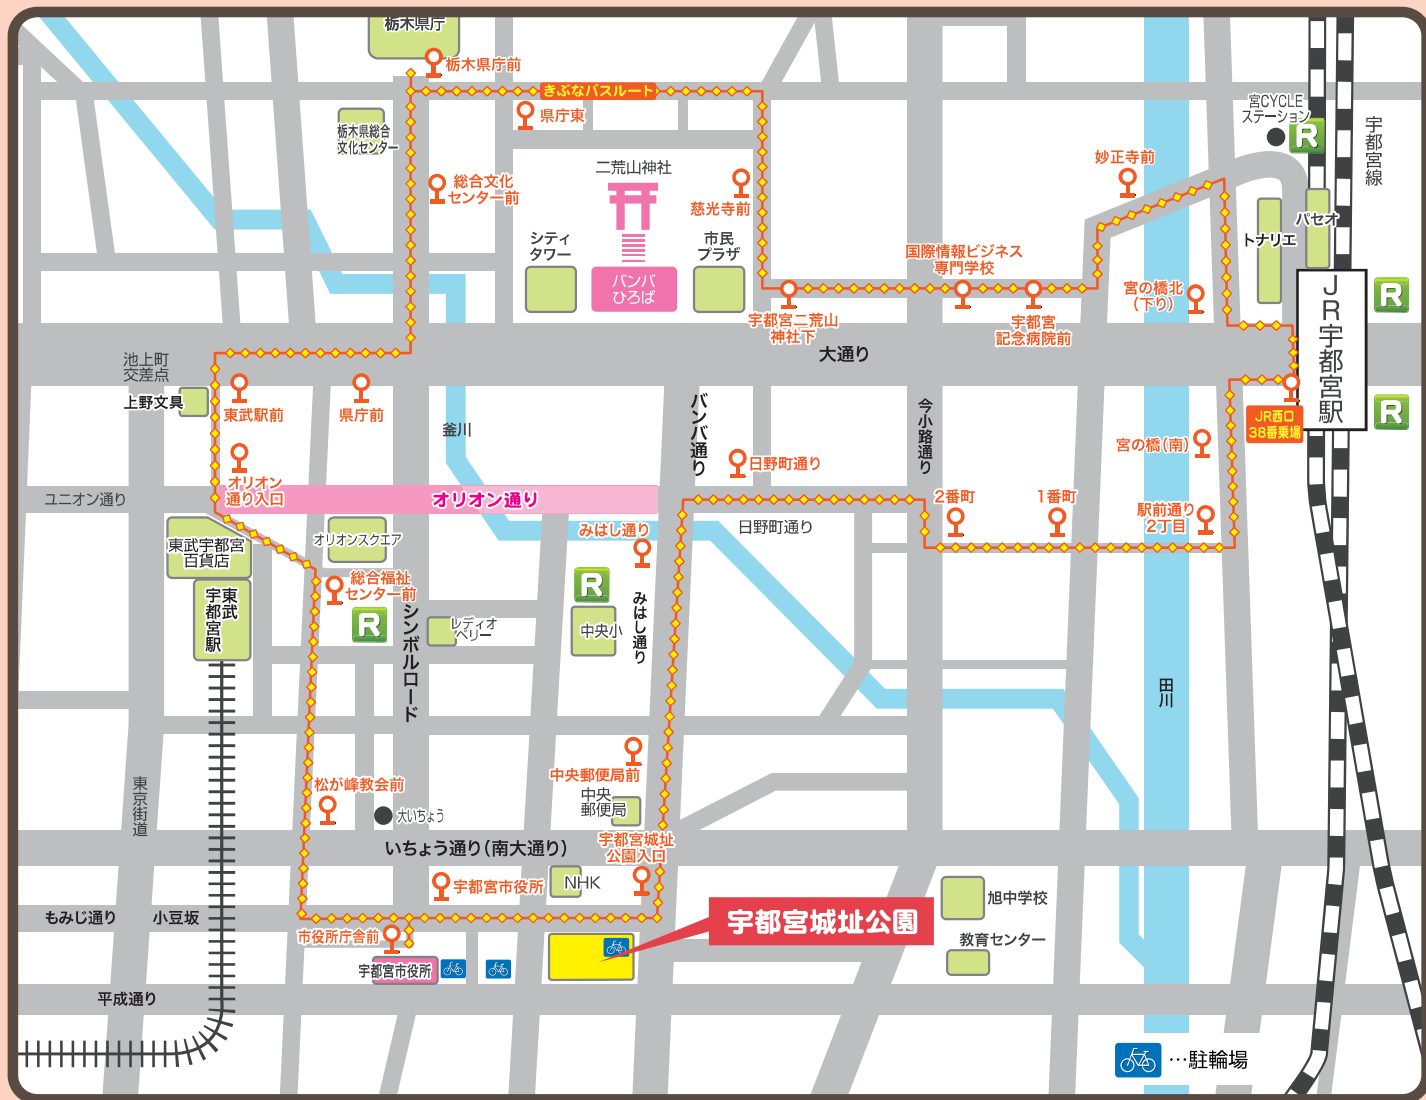 栃木県庁
栃木県庁前
きぶなバスルート
県庁東
宮CYCLE
ステーション
R
宇都宮線
栃木県総合
文化センター
総合文化
センター前
二荒山神社
慈光寺前
妙正寺前
パセオ
トナリエ
シティ
タワー
バンバ
ひろば
市民
プラザ
国際情報ビジネス
専門学校
宮の橋北
(下り)
R
JR宇都宮駅
宇都宮二荒山
神社下
宇都宮
記念病院前
大通り
池上町
交差点
上野文具
東武駅前
県庁前
釜川
バンバ通り
今小路通り
JR西口
38番乗場
R
宮の橋(南)
日野町通り
オリオン
通り入口
ユニオン通り
オリオン通り
2番町
1番町
駅前通り
2丁目
日野町通り
みはし通り
東武宇都宮
百貨店
オリオンスクエア
総合福祉
センター前
R
R
東武
宇都宮駅
シンボルロード
レディオ
ベリー
中央小
みはし通り
田川
東京街道
松が峰教会前
大いちょう
中央郵便局前
中央
郵便局
いちょう通り(南大通り)
宇都宮城址
公園入口
宇都宮市役所
NHK
もみじ通り
小豆坂
宇都宮城址公園
旭中学校
市役所庁舎前
宇都宮市役所
教育センター
平成通り
…駐輪場